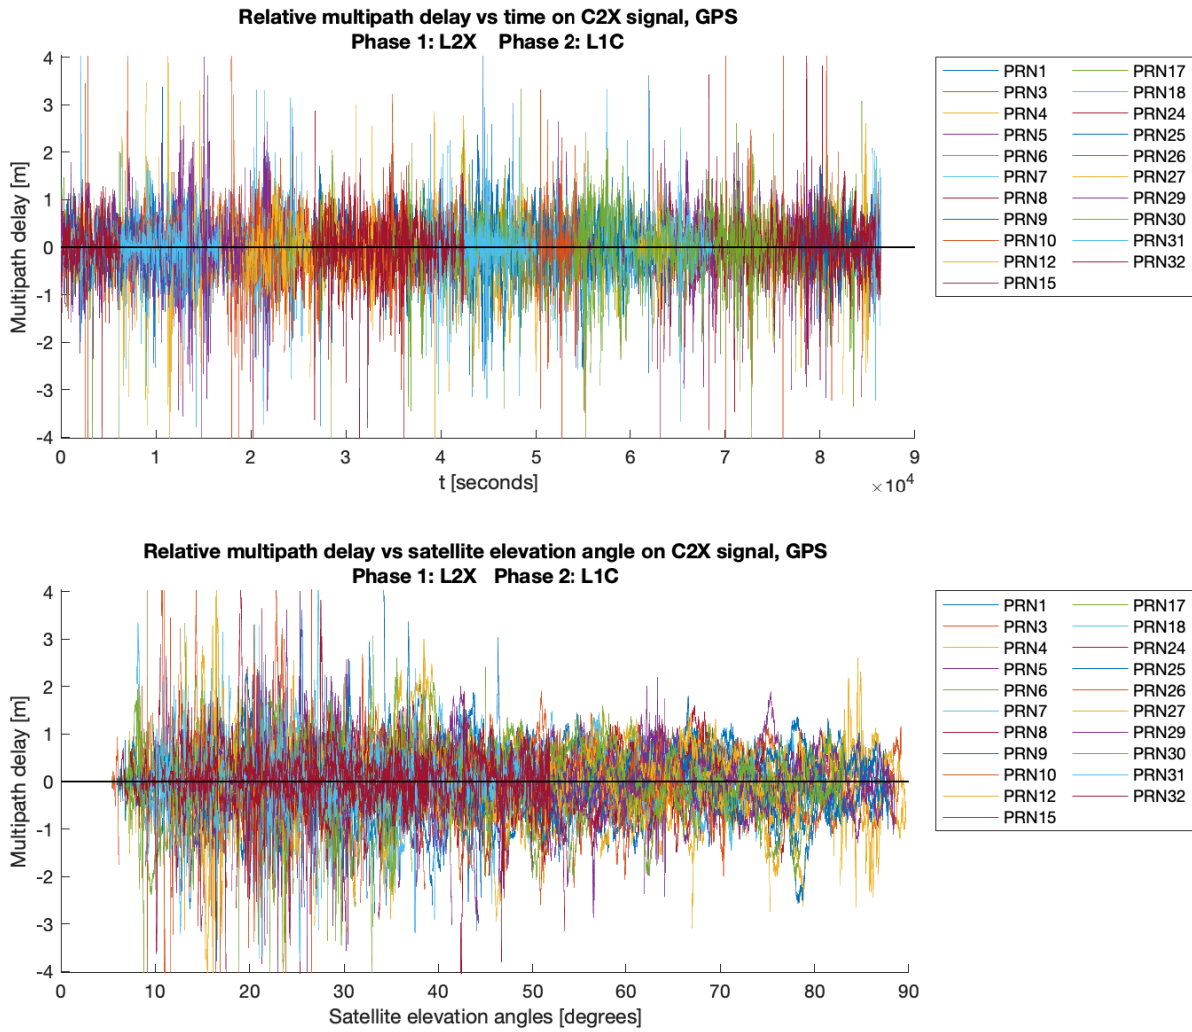 Relative multipath delay vs time on C2X signal, GPS
Phase 1: L2X Phase 2: L1C
4
3
2
1
0
-1
-2
-3
-4
Multipath delay [m]
0 1 2 3 4 5 6 7 8 9
×10⁴
t [seconds]
PRN1 PRN17
PRN3 PRN18
PRN4 PRN24
PRN5 PRN25
PRN6 PRN26
PRN7 PRN27
PRN8 PRN29
PRN9 PRN30
PRN10 PRN31
PRN12 PRN32
PRN15
Relative multipath delay vs satellite elevation angle on C2X signal, GPS
Phase 1: L2X Phase 2: L1C
4
3
2
1
0
-1
-2
-3
-4
Multipath delay [m]
0 10 20 30 40 50 60 70 80 90
Satellite elevation angles [degrees]
PRN1 PRN17
PRN3 PRN18
PRN4 PRN24
PRN5 PRN25
PRN6 PRN26
PRN7 PRN27
PRN8 PRN29
PRN9 PRN30
PRN10 PRN31
PRN12 PRN32
PRN15